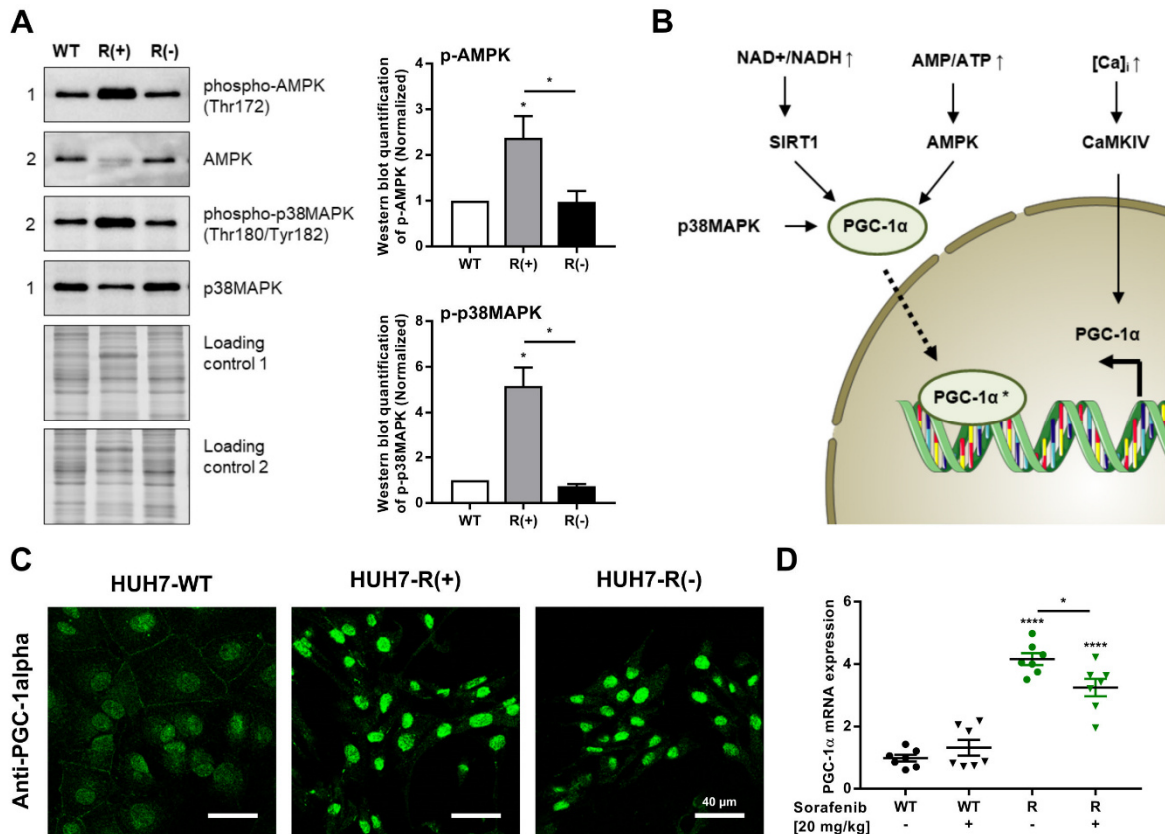 A
WT R(+) R(-)
1 phospho-AMPK
(Thr172)
2 AMPK
2 phospho-p38MAPK
(Thr180/Tyr182)
1 p38MAPK
Loading
control 1
Loading
control 2
p-AMPK
Western blot quantification
of p-AMPK (Normalized)
4
2
1
0
*
*
WT R(+) R(-)
p-p38MAPK
Western blot quantification
of p-p38MAPK (Normalized)
8
6
4
2
0
*
*
WT R(+) R(-)
B
NAD+/NADH ↑ AMP/ATP ↑ [Ca]i ↑
SIRT1 AMPK CaMKIV
p38MAPK PGC-1α
PGC-1α
PGC-1α *
C
HUH7-WT HUH7-R(+) HUH7-R(-)
Anti-PGC-1alpha
40 µm
D
PGC-1α mRNA expression
6
4
2
0
*
**** ****
WT WT R R
Sorafenib
[20 mg/kg] - + - +